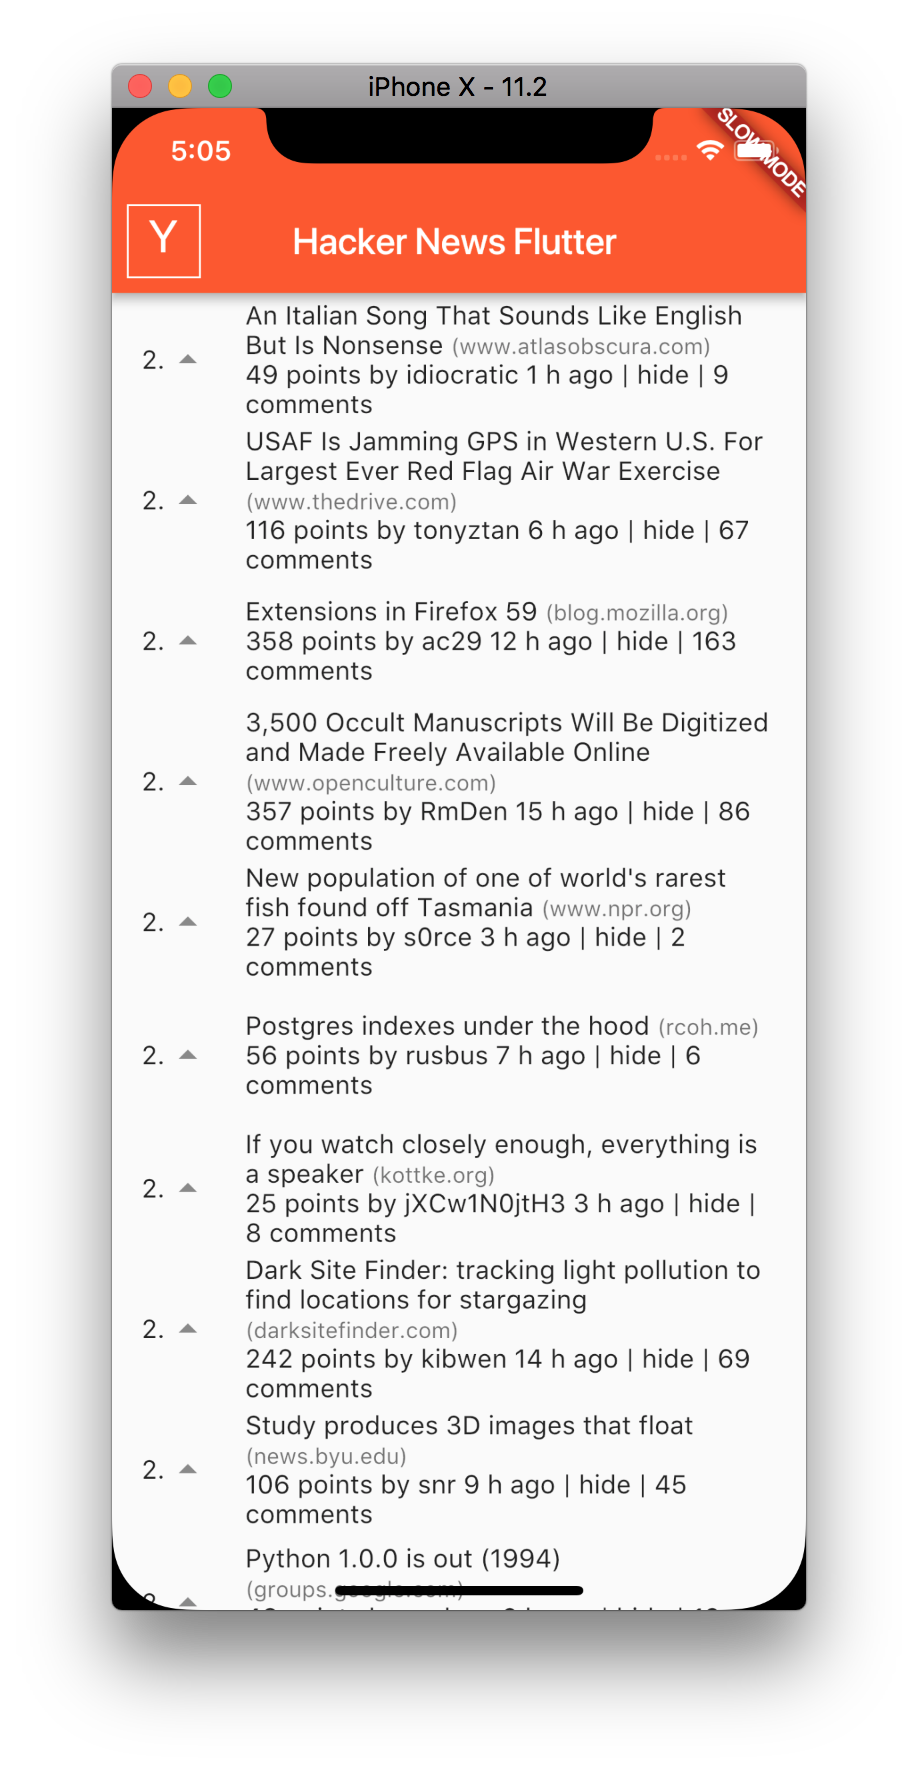 iPhone X - 11.2
5:05
SLOW MODE
Y
Hacker News Flutter
An Italian Song That Sounds Like English
But Is Nonsense (www.atlasobscura.com)
2.
49 points by idiocratic 1 h ago | hide | 9
comments
USAF Is Jamming GPS in Western U.S. For
Largest Ever Red Flag Air War Exercise
2.
(www.thedrive.com)
116 points by tonyztan 6 h ago | hide | 67
comments
Extensions in Firefox 59 (blog.mozilla.org)
2.
358 points by ac29 12 h ago | hide | 163
comments
3,500 Occult Manuscripts Will Be Digitized
and Made Freely Available Online
2.
(www.openculture.com)
357 points by RmDen 15 h ago | hide | 86
comments
New population of one of world's rarest
fish found off Tasmania (www.npr.org)
2.
27 points by s0rce 3 h ago | hide | 2
comments
Postgres indexes under the hood (rcoh.me)
2.
56 points by rusbus 7 h ago | hide | 6
comments
If you watch closely enough, everything is
a speaker (kottke.org)
2.
25 points by jXCw1N0jtH3 3 h ago | hide |
8 comments
Dark Site Finder: tracking light pollution to
find locations for stargazing
2.
(darksitefinder.com)
242 points by kibwen 14 h ago | hide | 69
comments
Study produces 3D images that float
(news.byu.edu)
2.
106 points by snr 9 h ago | hide | 45
comments
Python 1.0.0 is out (1994)
(groups.google.com)